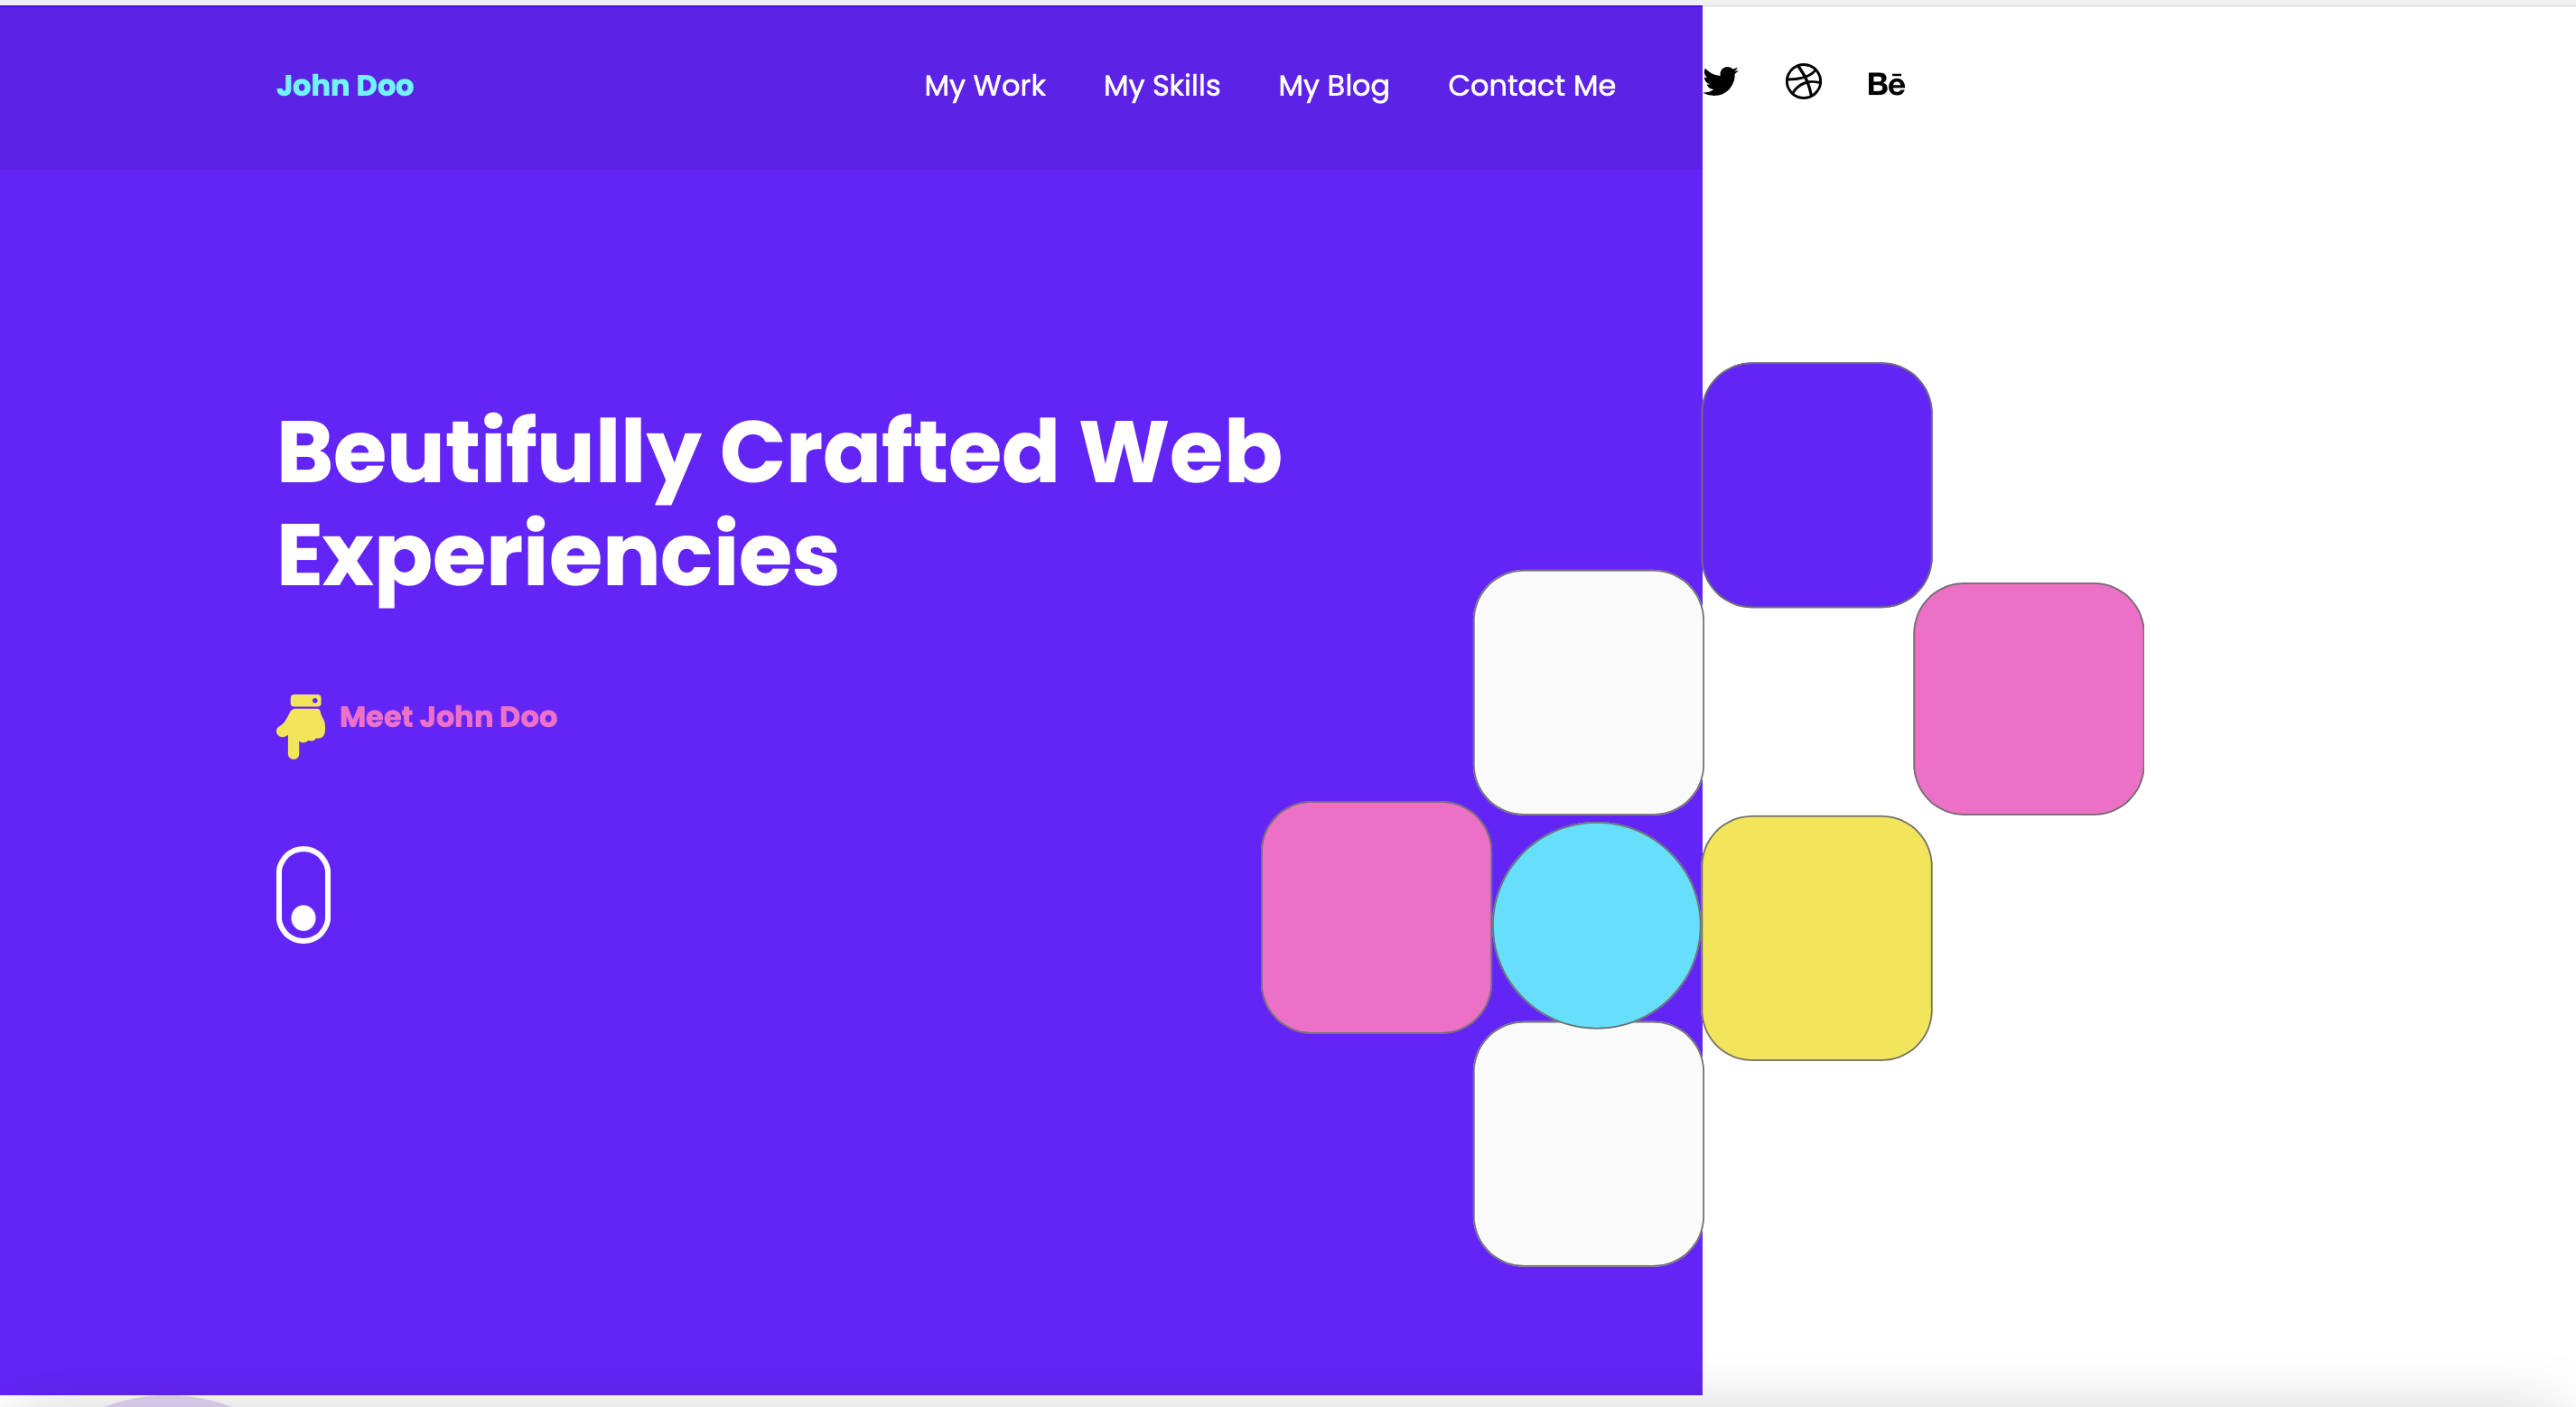 John Doo
My Work My Skills My Blog Contact Me
Bē
Beutifully Crafted Web
Experiencies
Meet John Doo